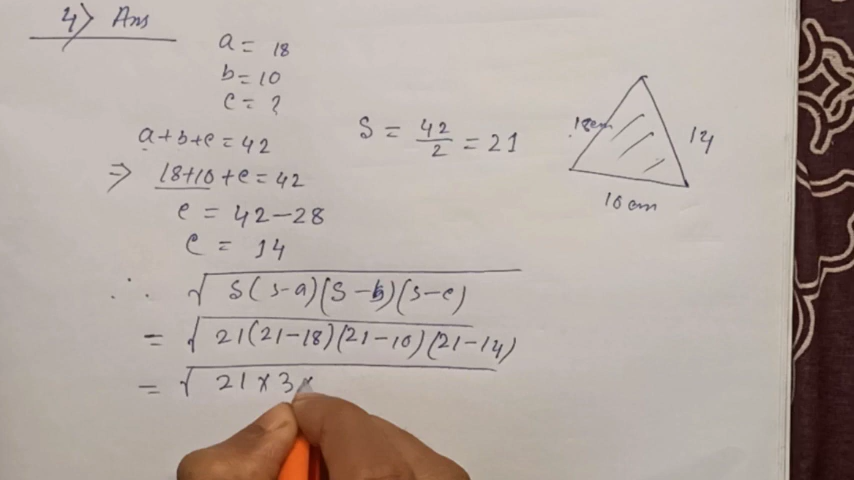 4) Ans
a = 18
b = 10
c = ?
a+b+c = 42
S = 42/2 = 21
⇒ 18+10+c = 42
c = 42-28
c = 14
14
10 cm
∴ √S(s-a)(S-b)(s-c)
= √21(21-18)(21-10)(21-14)
= √21×3×